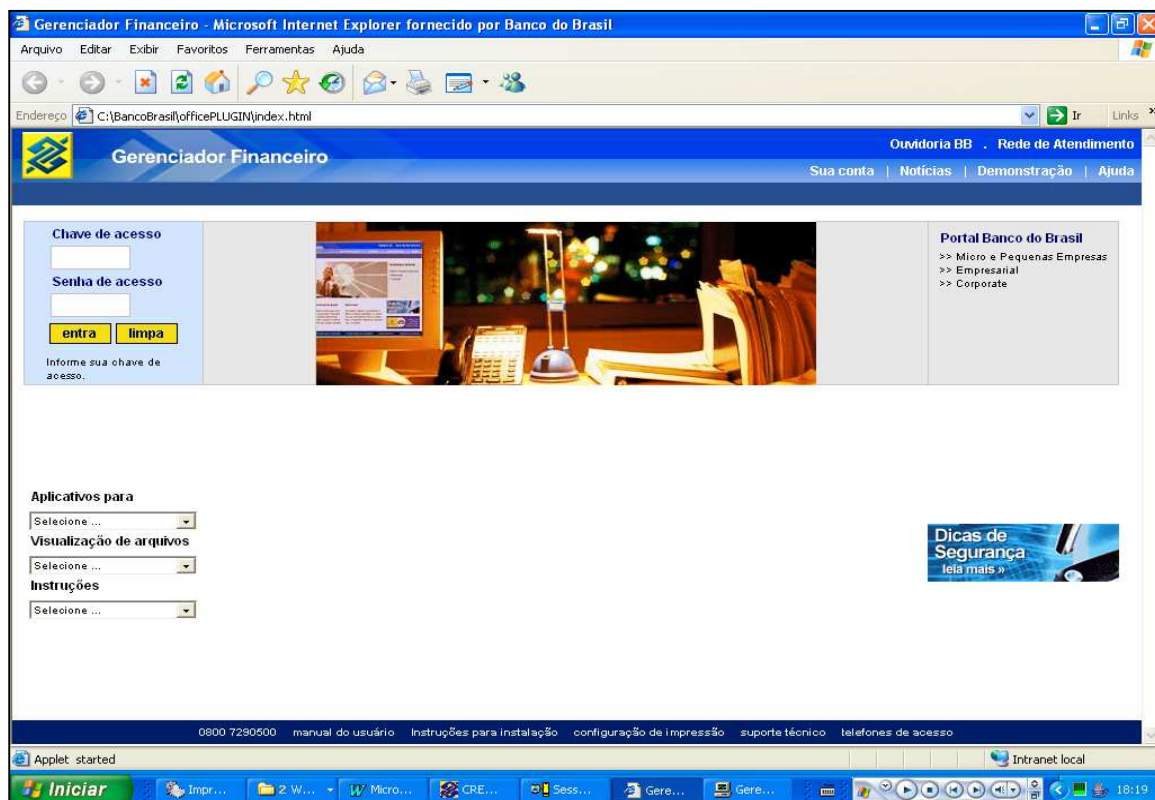 Gerenciador Financeiro - Microsoft Internet Explorer fornecido por Banco do Brasil
Arquivo Editar Exibir Favoritos Ferramentas Ajuda
Endereço C:\BancoBrasil\officePLUGIN\index.html Ir Links »
Ouvidoria BB . Rede de Atendimento
Gerenciador Financeiro
Sua conta | Notícias | Demonstração | Ajuda
Chave de acesso
Senha de acesso
entra limpa
Informe sua chave de
acesso.
Portal Banco do Brasil
>> Micro e Pequenas Empresas
>> Empresarial
>> Corporate
Aplicativos para
Selecione ...
Visualização de arquivos
Selecione ...
Instruções
Selecione ...
Dicas de
Segurança
leia mais »
0800 7290500 manual do usuário Instruções para instalação configuração de impressão suporte técnico telefones de acesso
Applet started Intranet local
Iniciar Impr... 2 W... Micro... CRE... Sess... Gere... Gere... 18:19